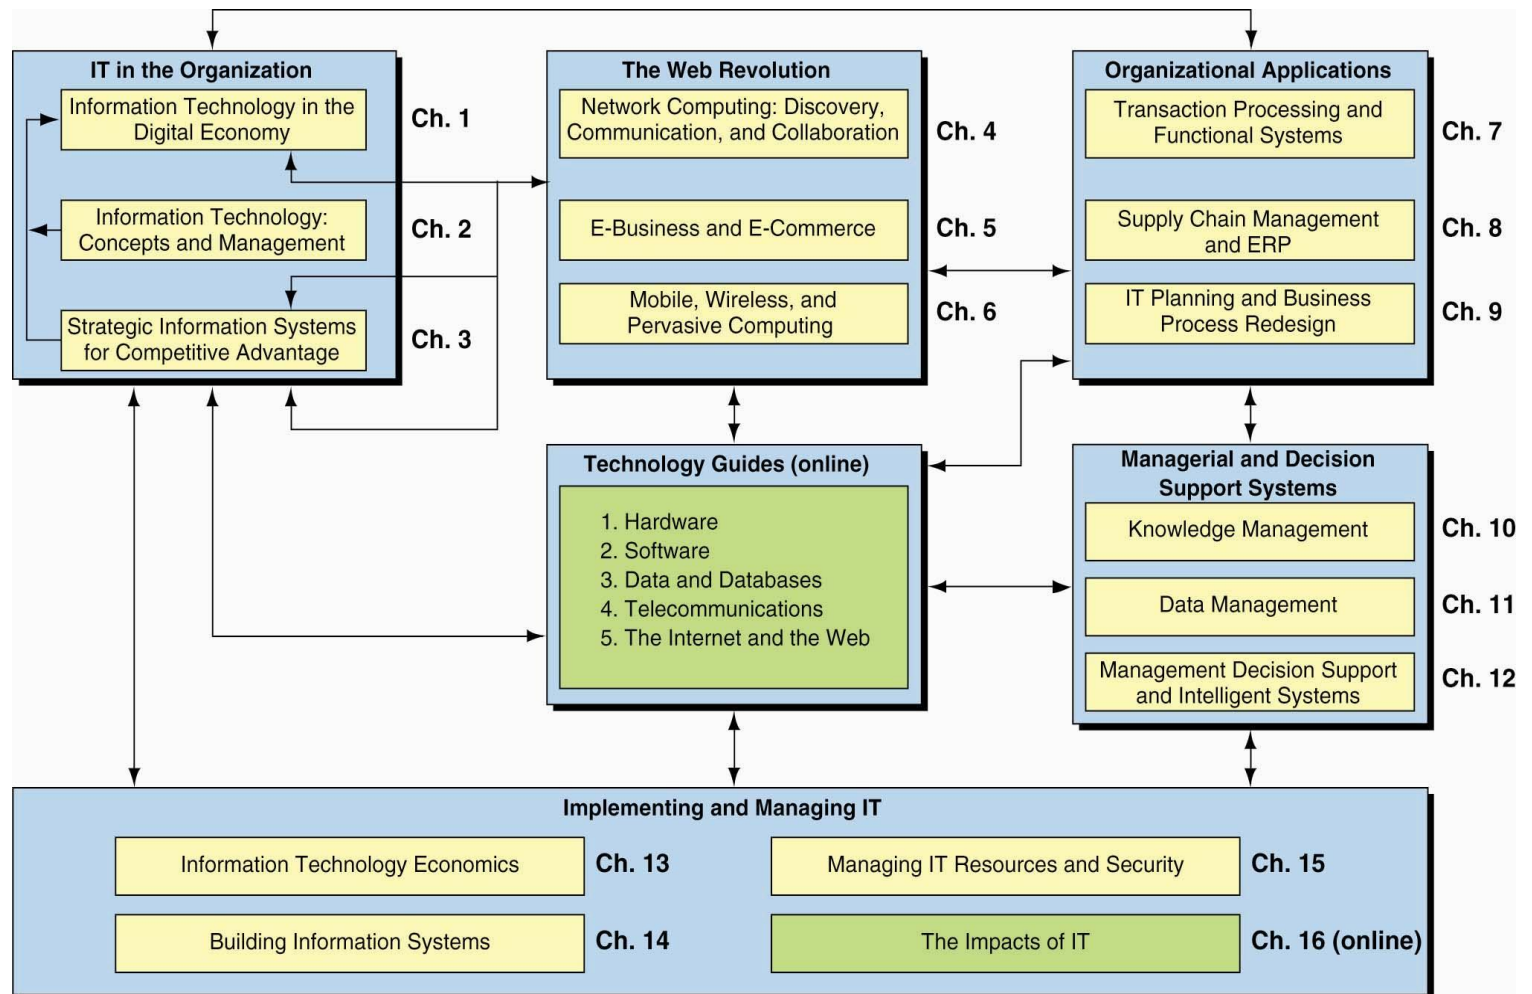 IT in the Organization
Information Technology in the
Digital Economy
Ch. 1
Information Technology:
Concepts and Management
Ch. 2
Strategic Information Systems
for Competitive Advantage
Ch. 3
The Web Revolution
Network Computing: Discovery,
Communication, and Collaboration
Ch. 4
E-Business and E-Commerce
Ch. 5
Mobile, Wireless, and
Pervasive Computing
Ch. 6
Organizational Applications
Transaction Processing and
Functional Systems
Ch. 7
Supply Chain Management
and ERP
Ch. 8
IT Planning and Business
Process Redesign
Ch. 9
Technology Guides (online)
1. Hardware
2. Software
3. Data and Databases
4. Telecommunications
5. The Internet and the Web
Managerial and Decision
Support Systems
Knowledge Management
Ch. 10
Data Management
Ch. 11
Management Decision Support
and Intelligent Systems
Ch. 12
Implementing and Managing IT
Information Technology Economics
Ch. 13
Building Information Systems
Ch. 14
Managing IT Resources and Security
Ch. 15
The Impacts of IT
Ch. 16 (online)